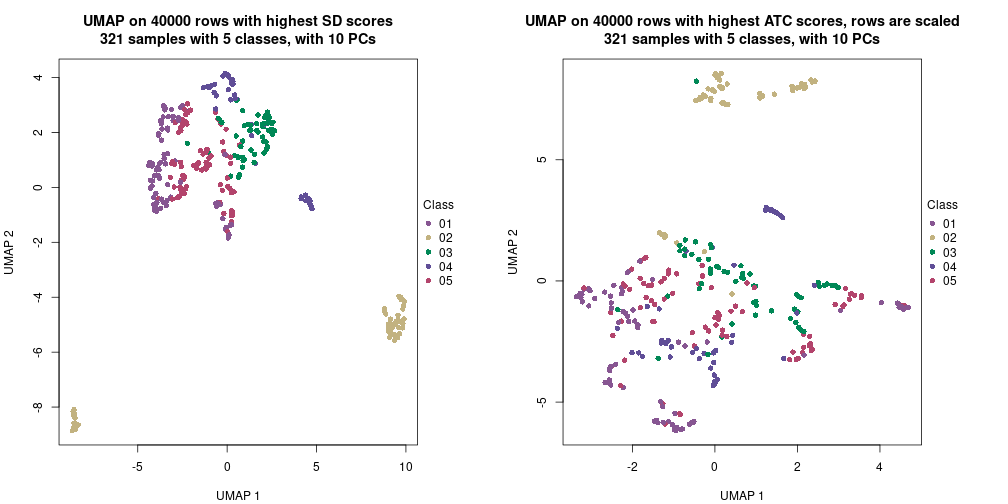 UMAP on 40000 rows with highest SD scores
321 samples with 5 classes, with 10 PCs
UMAP 2
4
2
0
-2
-4
-6
-8
-5
0
5
10
UMAP 1
Class
01
02
03
04
05
UMAP on 40000 rows with highest ATC scores, rows are scaled
321 samples with 5 classes, with 10 PCs
UMAP 2
5
0
-5
-2
0
2
4
UMAP 1
Class
01
02
03
04
05